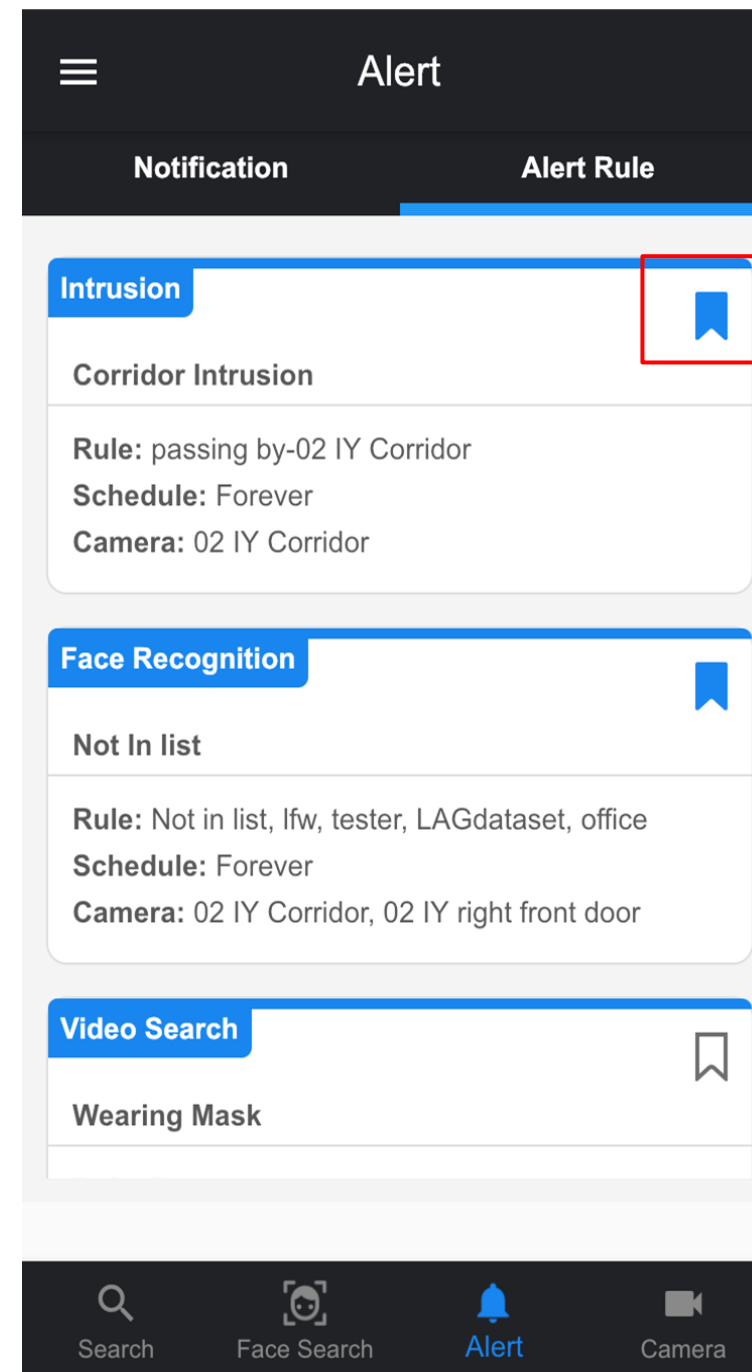 Alert
Notification Alert Rule
Intrusion
Corridor Intrusion
Rule: passing by-02 IY Corridor
Schedule: Forever
Camera: 02 IY Corridor
Face Recognition
Not In list
Rule: Not in list, lfw, tester, LAGdataset, office
Schedule: Forever
Camera: 02 IY Corridor, 02 IY right front door
Video Search
Wearing Mask
Search Face Search Alert Camera